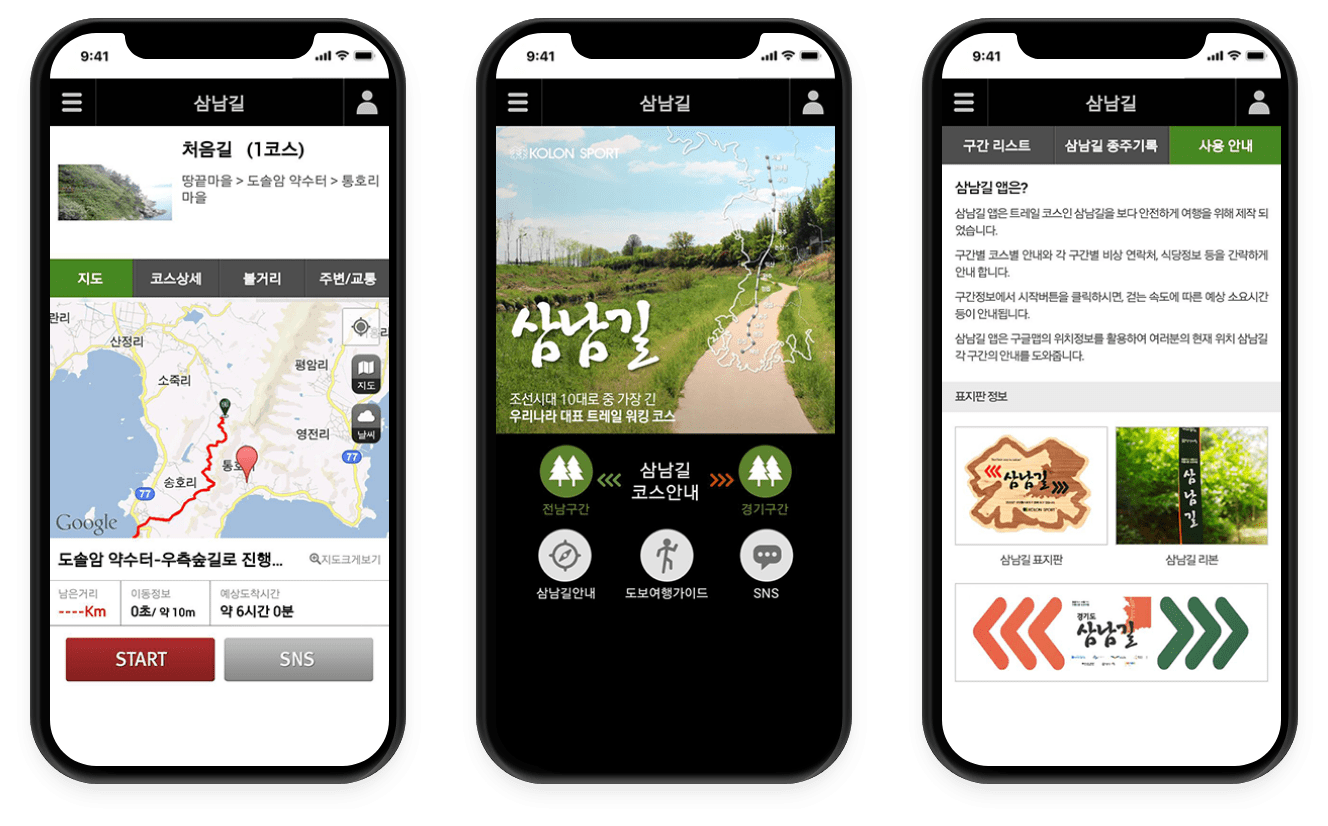 9:41
삼남길
처음길 (1코스)
땅끝마을 > 도솔암 약수터 > 통호리
마을
지도
코스상세
볼거리
주변/교통
란리
산정리
소죽리
평암리
지도
날씨
영전리
77
통호
송호리
77
Google
도솔암 약수터-우측숲길로 진행...
지도크게보기
남은거리
이동정보
예상도착시간
----Km
0초/ 약 10m
약 6시간 0분
START
SNS
9:41
삼남길
KOLON SPORT
삼남길
조선시대 10대로 중 가장 긴
우리나라 대표 트레일 워킹 코스
삼남길
코스안내
전남구간
경기구간
삼남길안내
도보여행가이드
SNS
9:41
삼남길
구간 리스트
삼남길 종주기록
사용 안내
삼남길 앱은?
삼남길 앱은 트레일 코스인 삼남길을 보다 안전하게 여행을 위해 제작 되
었습니다.
구간별 코스별 안내와 각 구간별 비상 연락처, 식당정보 등을 간략하게
안내 합니다.
구간정보에서 시작버튼을 클릭하시면, 걷는 속도에 따른 예상 소요시간
등이 안내됩니다.
삼남길 앱은 구글맵의 위치정보를 활용하여 여러분의 현재 위치 삼남길
각 구간의 안내를 도와줍니다.
표지판 정보
삼남길
KOLON SPORT
삼남길
삼남길 표지판
삼남길 리본
경기도
삼남길